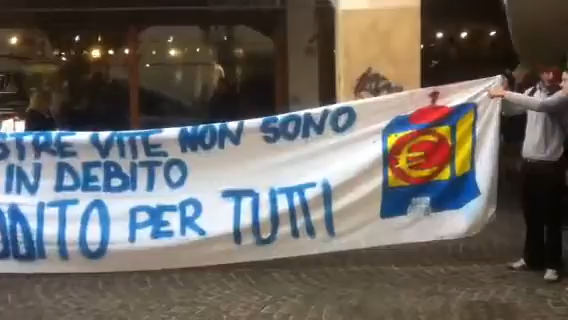 STRE VITE NON SONO
IN DEBITO
DDITO PER TUTTI
€